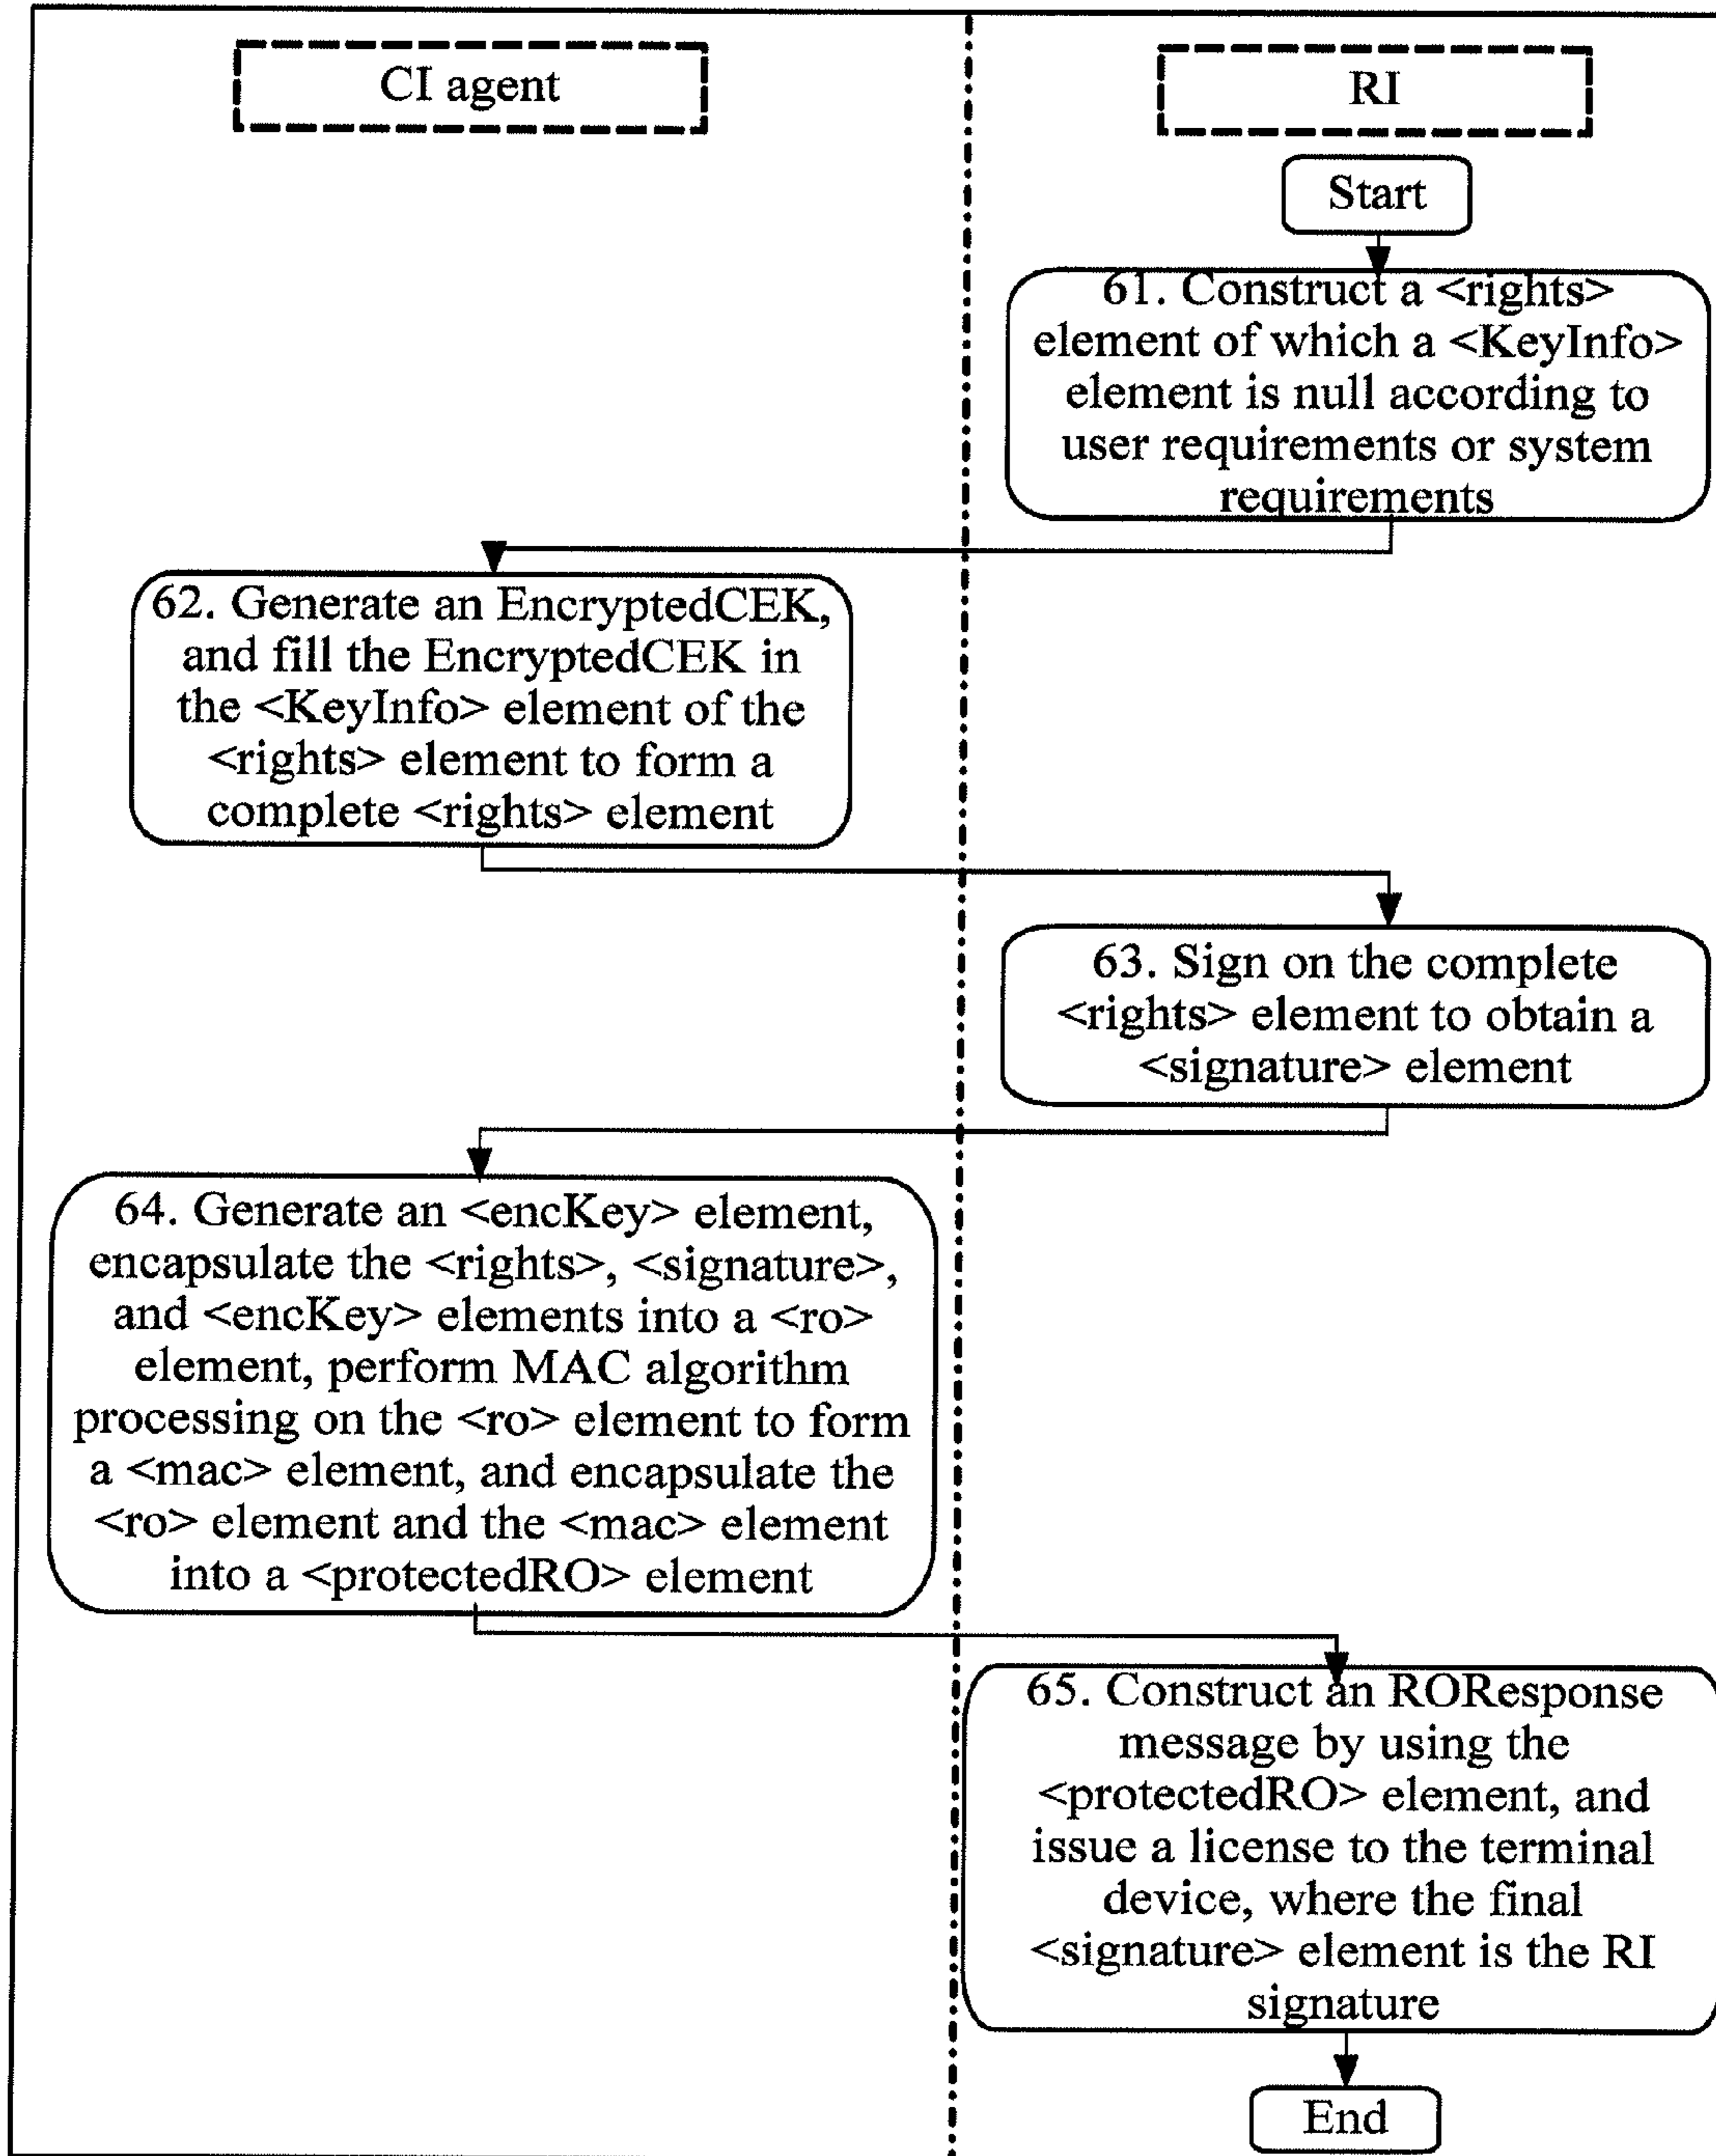 CI agent
RI
Start
61. Construct a <rights>
element of which a <KeyInfo>
element is null according to
user requirements or system
requirements
62. Generate an EncryptedCEK,
and fill the EncryptedCEK in
the <KeyInfo> element of the
<rights> element to form a
complete <rights> element
63. Sign on the complete
<rights> element to obtain a
<signature> element
64. Generate an <encKey> element,
encapsulate the <rights>, <signature>,
and <encKey> elements into a <ro>
element, perform MAC algorithm
processing on the <ro> element to form
a <mac> element, and encapsulate the
<ro> element and the <mac> element
into a <protectedRO> element
65. Construct an ROResponse
message by using the
<protectedRO> element, and
issue a license to the terminal
device, where the final
<signature> element is the RI
signature
End